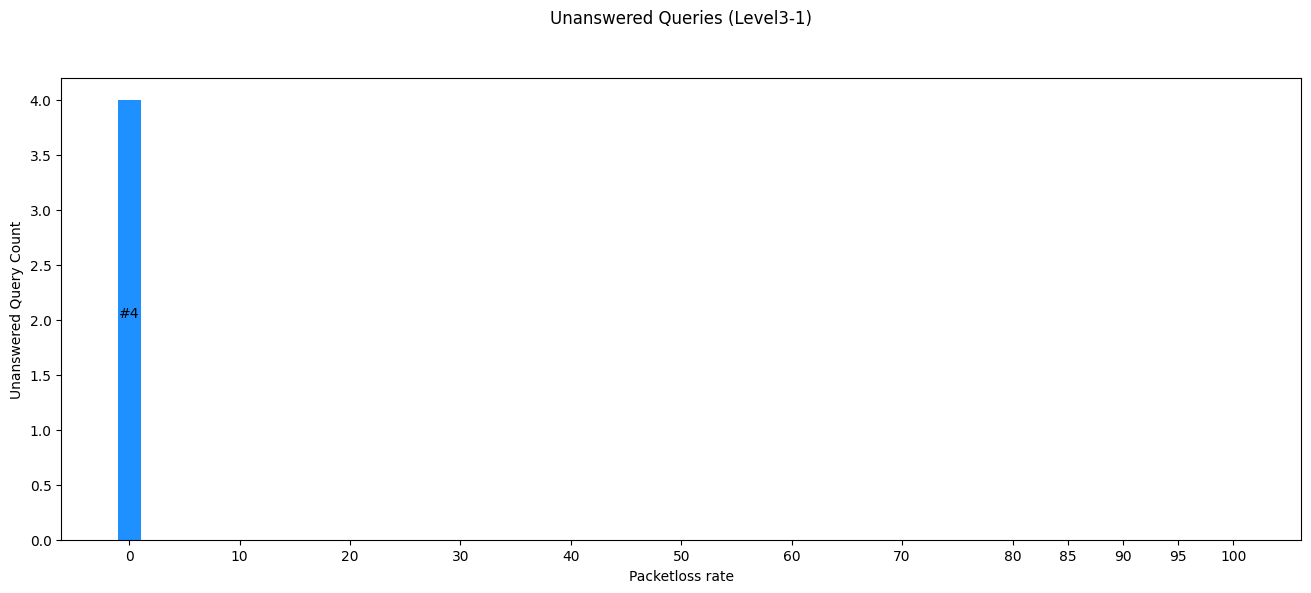 Unanswered Queries (Level3-1)
Unanswered Query Count
4.0
3.5
3.0
2.5
2.0
1.5
1.0
0.5
0.0
#4
0 10 20 30 40 50 60 70 80 85 90 95 100
Packetloss rate